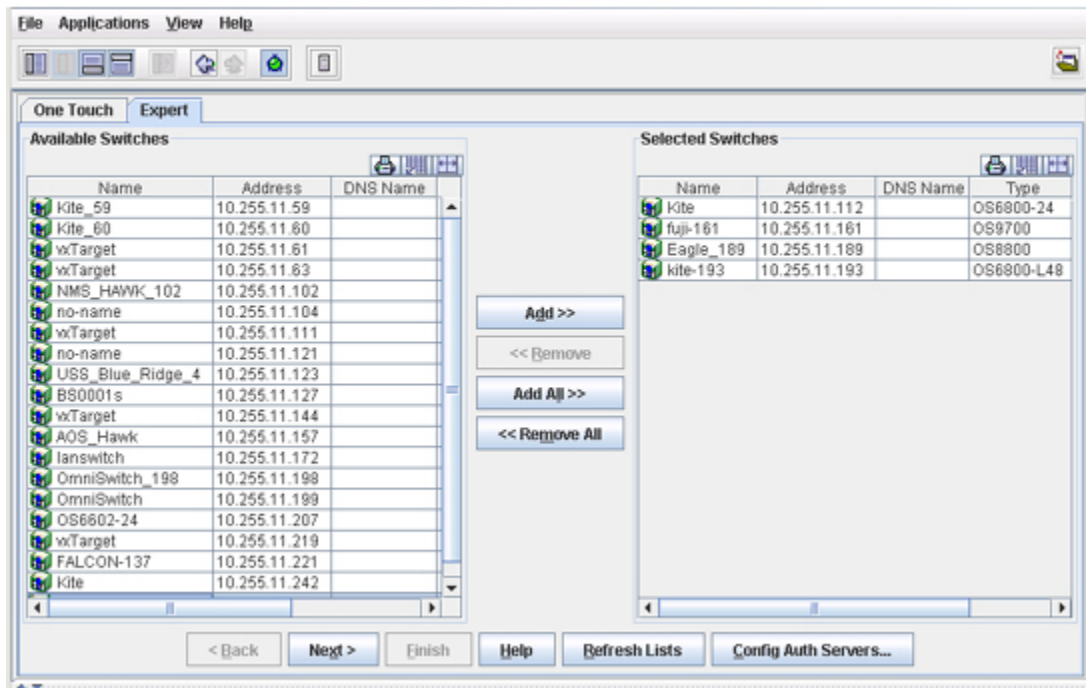 File Applications View Help
One Touch Expert
Available Switches
Name Address DNS Name
Kite_59 10.255.11.59
Kite_60 10.255.11.60
vxTarget 10.255.11.61
vxTarget 10.255.11.63
NMS_HAWK_102 10.255.11.102
no-name 10.255.11.104
vxTarget 10.255.11.111
no-name 10.255.11.121
USS_Blue_Ridge_4 10.255.11.123
BS0001s 10.255.11.127
vxTarget 10.255.11.144
AOS_Hawk 10.255.11.157
lanswitch 10.255.11.172
OmniSwitch_198 10.255.11.198
OmniSwitch 10.255.11.199
OS6602-24 10.255.11.207
vxTarget 10.255.11.219
FALCON-137 10.255.11.221
Kite 10.255.11.242
Add >>
<< Remove
Add All >>
<< Remove All
Selected Switches
Name Address DNS Name Type
Kite 10.255.11.112 OS6800-24
fuji-161 10.255.11.161 OS9700
Eagle_189 10.255.11.189 OS8800
kite-193 10.255.11.193 OS6800-L48
< Back Next > Finish Help Refresh Lists Config Auth Servers...